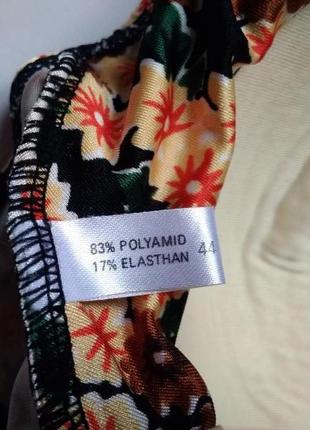 83% POLYAMID
17% ELASTHAN
44